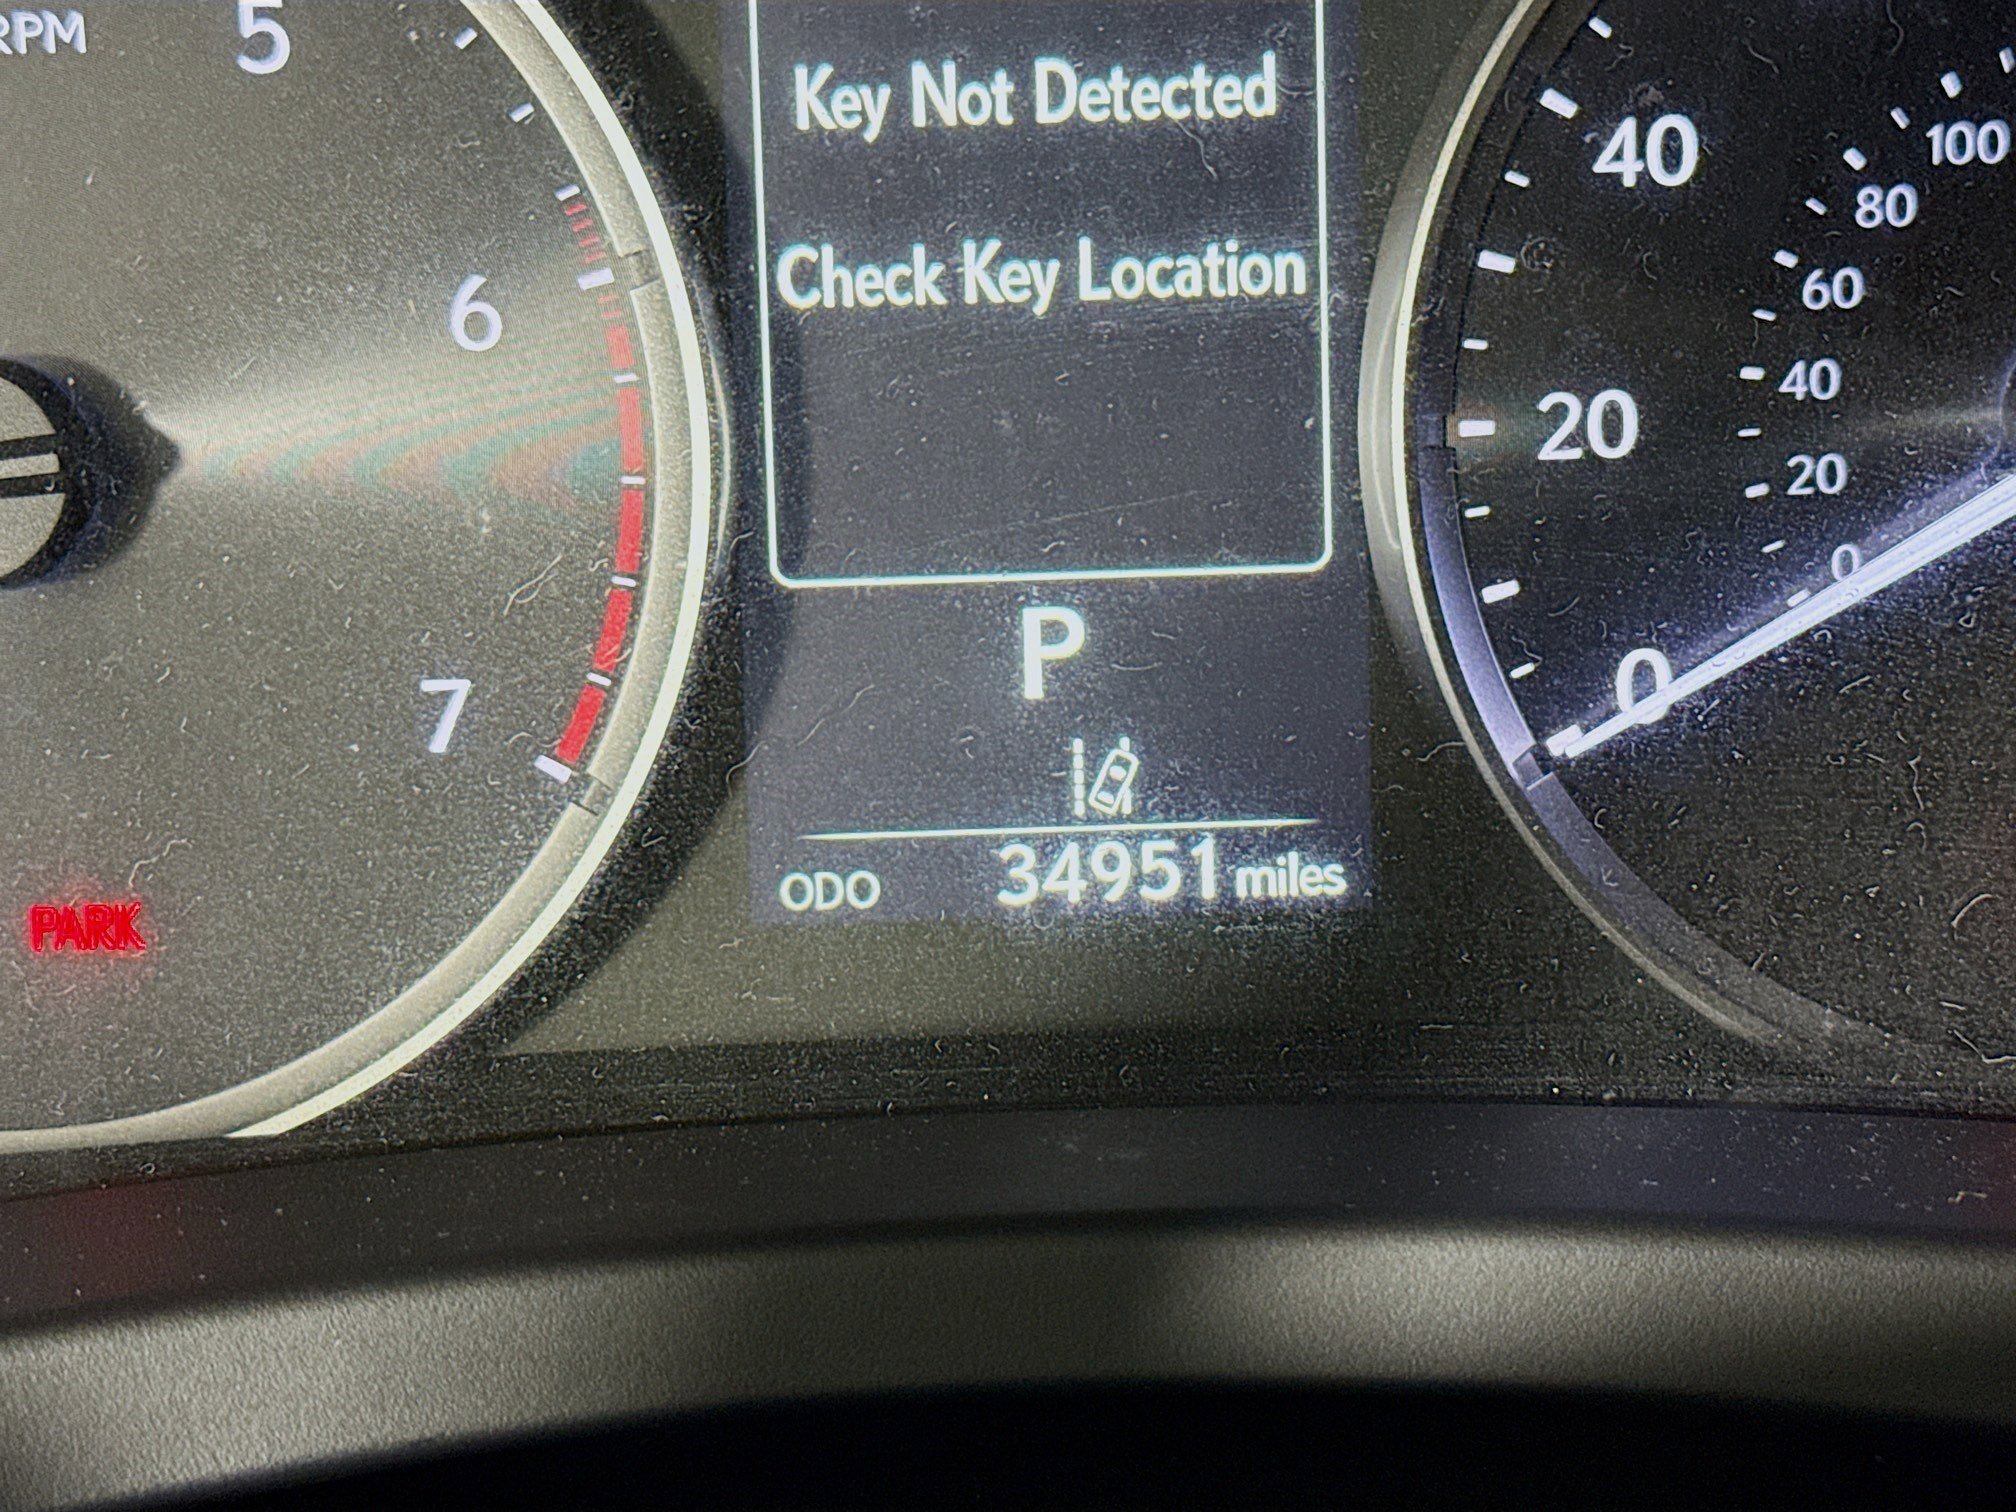 RPM
5
6
7
PARK
Key Not Detected
Check Key Location
P
ODO 34951 miles
40
20
0
100
80
60
40
20
0